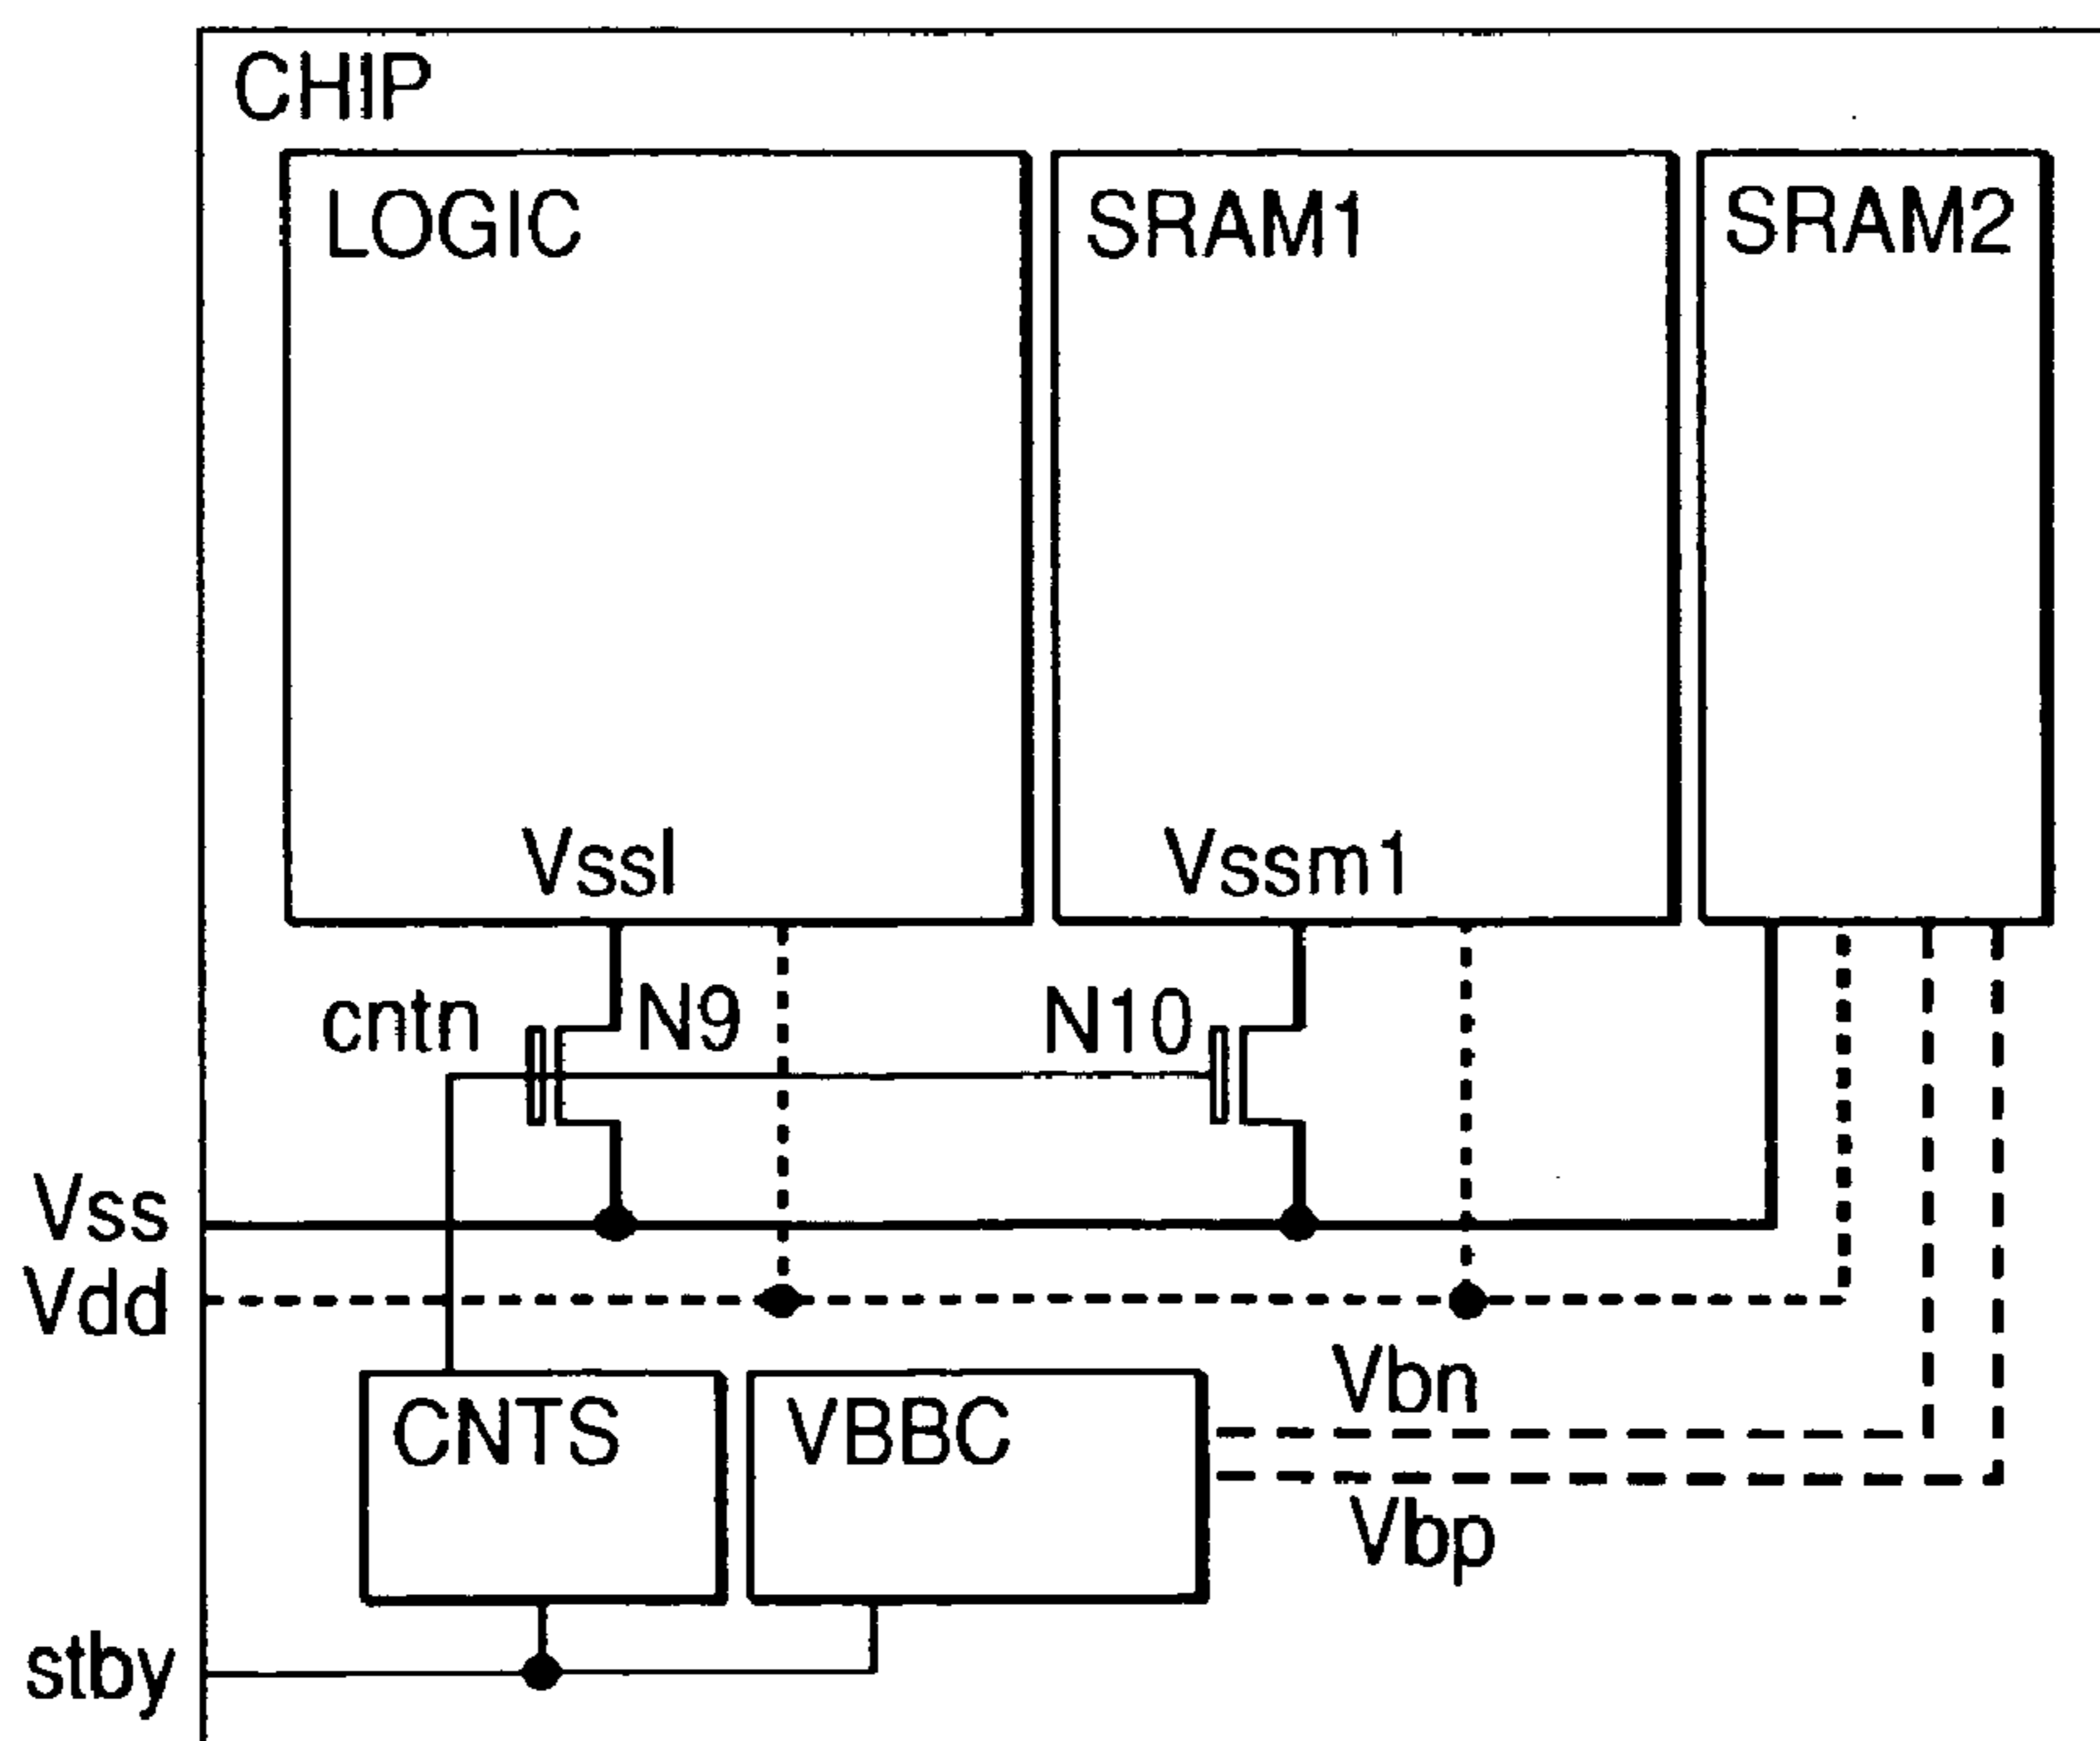 CHIP
LOGIC
SRAM1
SRAM2
Vssl
Vssm1
cntn
N9
N10
Vss
Vdd
Vbn
CNTS
VBBC
Vbp
stby